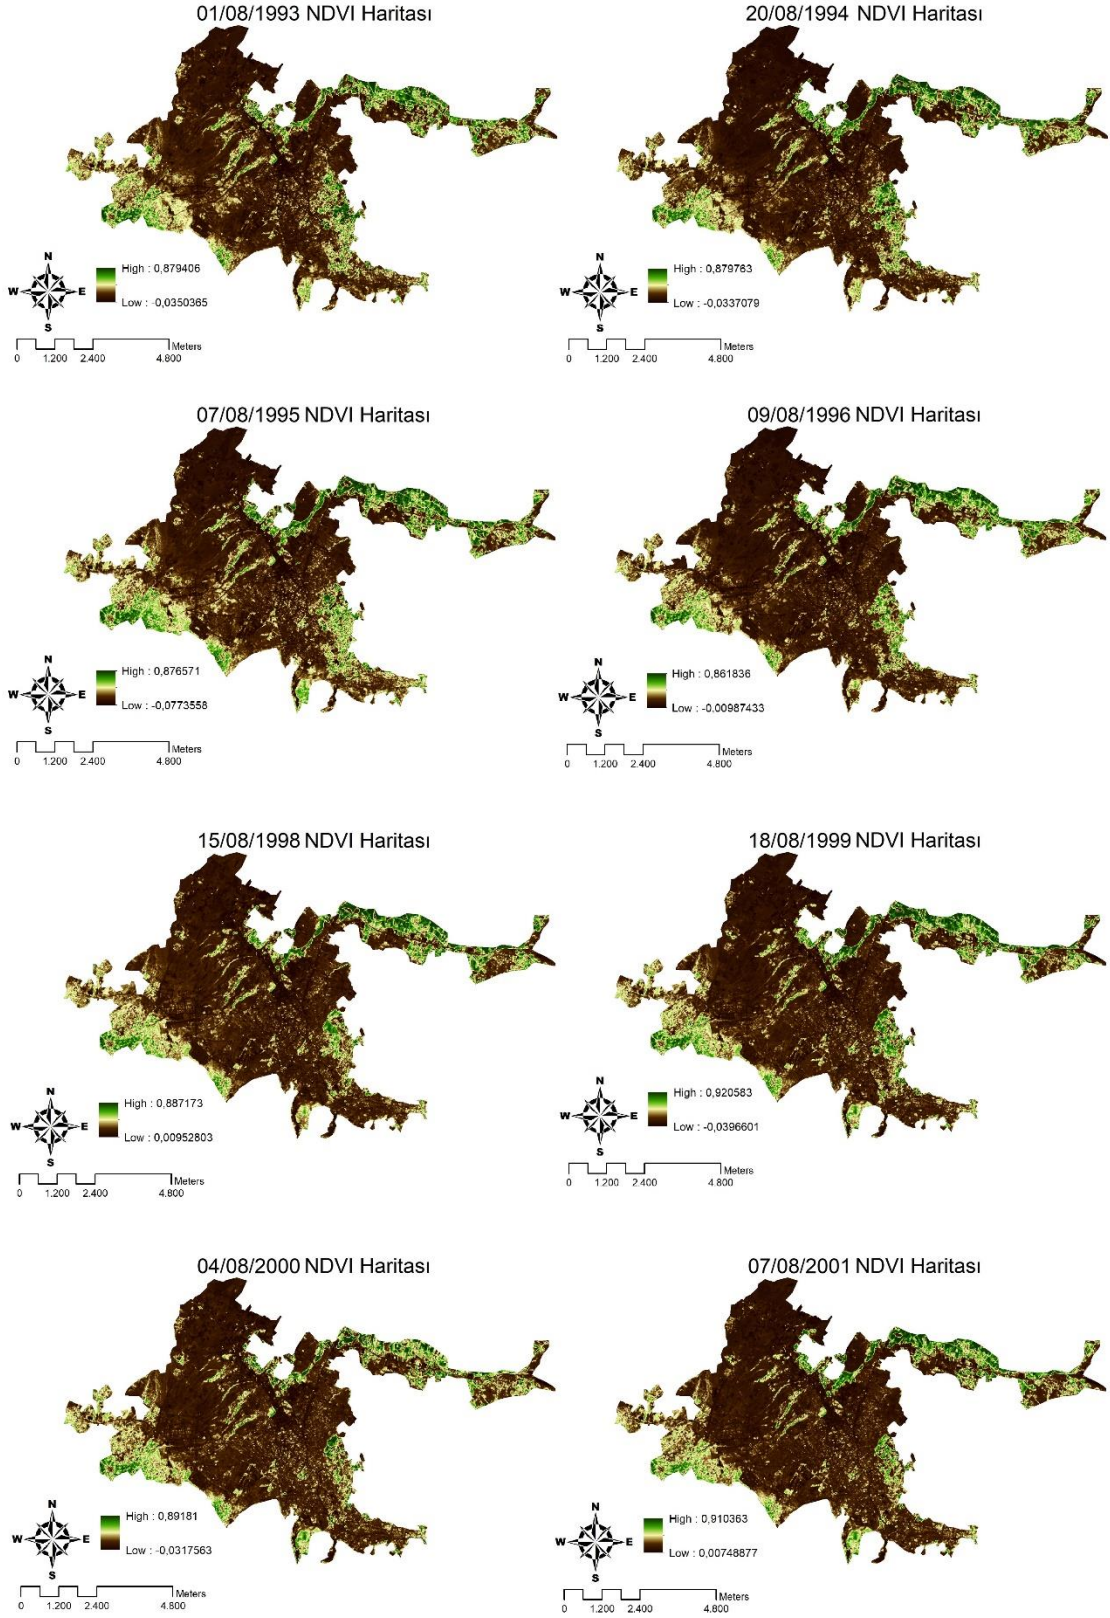 01/08/1993 NDVI Haritası
N
W E
S
High : 0,879406
Low : -0,0350365
Meters
0 1.200 2.400 4.800
20/08/1994 NDVI Haritası
N
W E
S
High : 0,879763
Low : -0,0337079
Meters
0 1.200 2.400 4.800
07/08/1995 NDVI Haritası
N
W E
S
High : 0,876571
Low : -0,0773558
Meters
0 1.200 2.400 4.800
09/08/1996 NDVI Haritası
N
W E
S
High : 0,861836
Low : -0,00987433
Meters
0 1.200 2.400 4.800
15/08/1998 NDVI Haritası
N
W E
S
High : 0,887173
Low : 0,00952803
Meters
0 1.200 2.400 4.800
18/08/1999 NDVI Haritası
N
W E
S
High : 0,920583
Low : -0,0396601
Meters
0 1.200 2.400 4.800
04/08/2000 NDVI Haritası
N
W E
S
High : 0,89181
Low : -0,0317563
Meters
0 1.200 2.400 4.800
07/08/2001 NDVI Haritası
N
W E
S
High : 0,910363
Low : 0,00748877
Meters
0 1.200 2.400 4.800